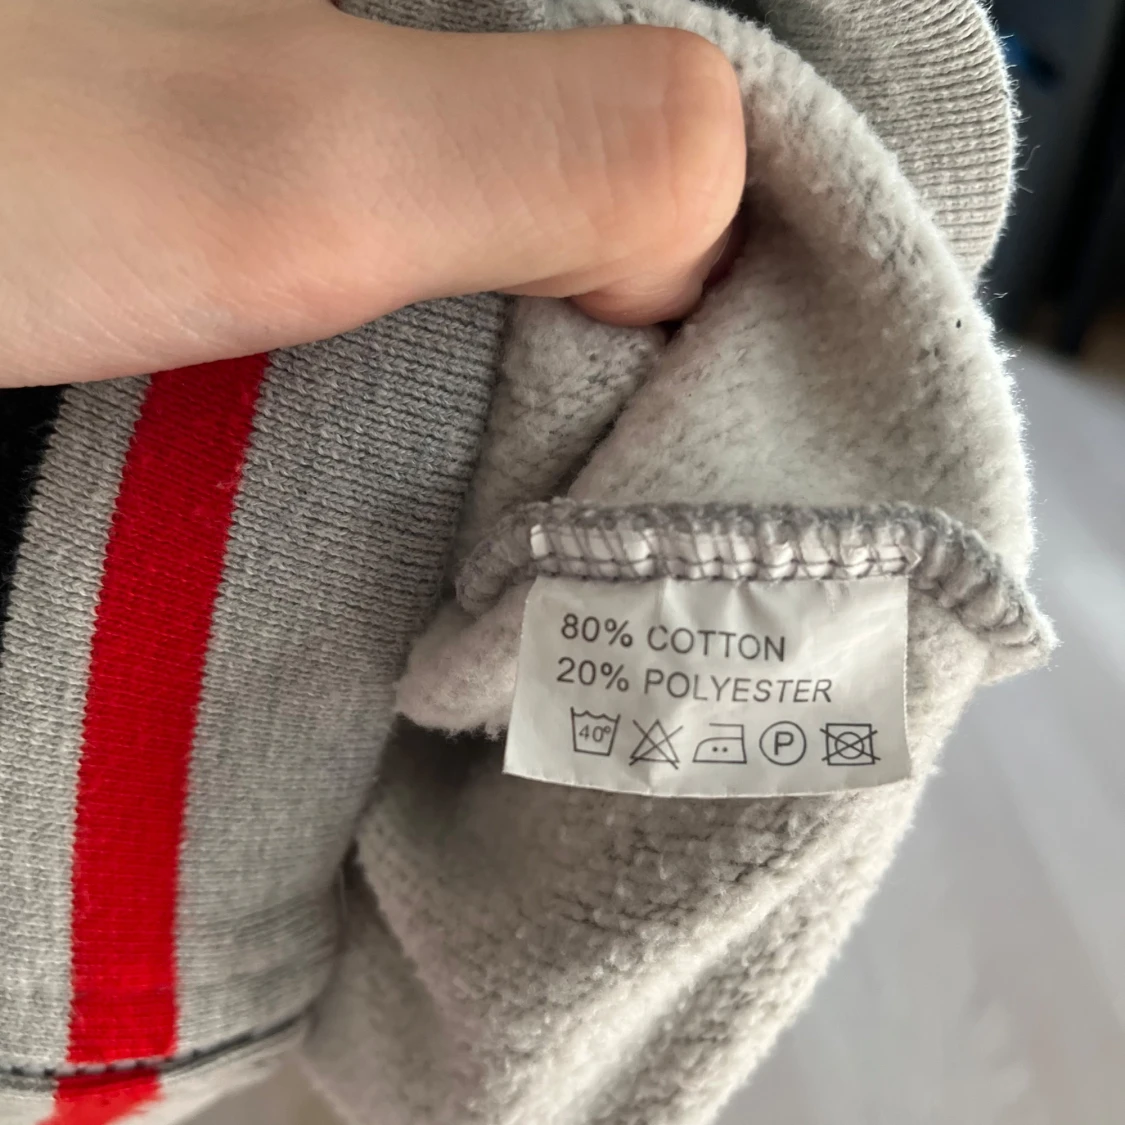 80% COTTON
20% POLYESTER
40° P